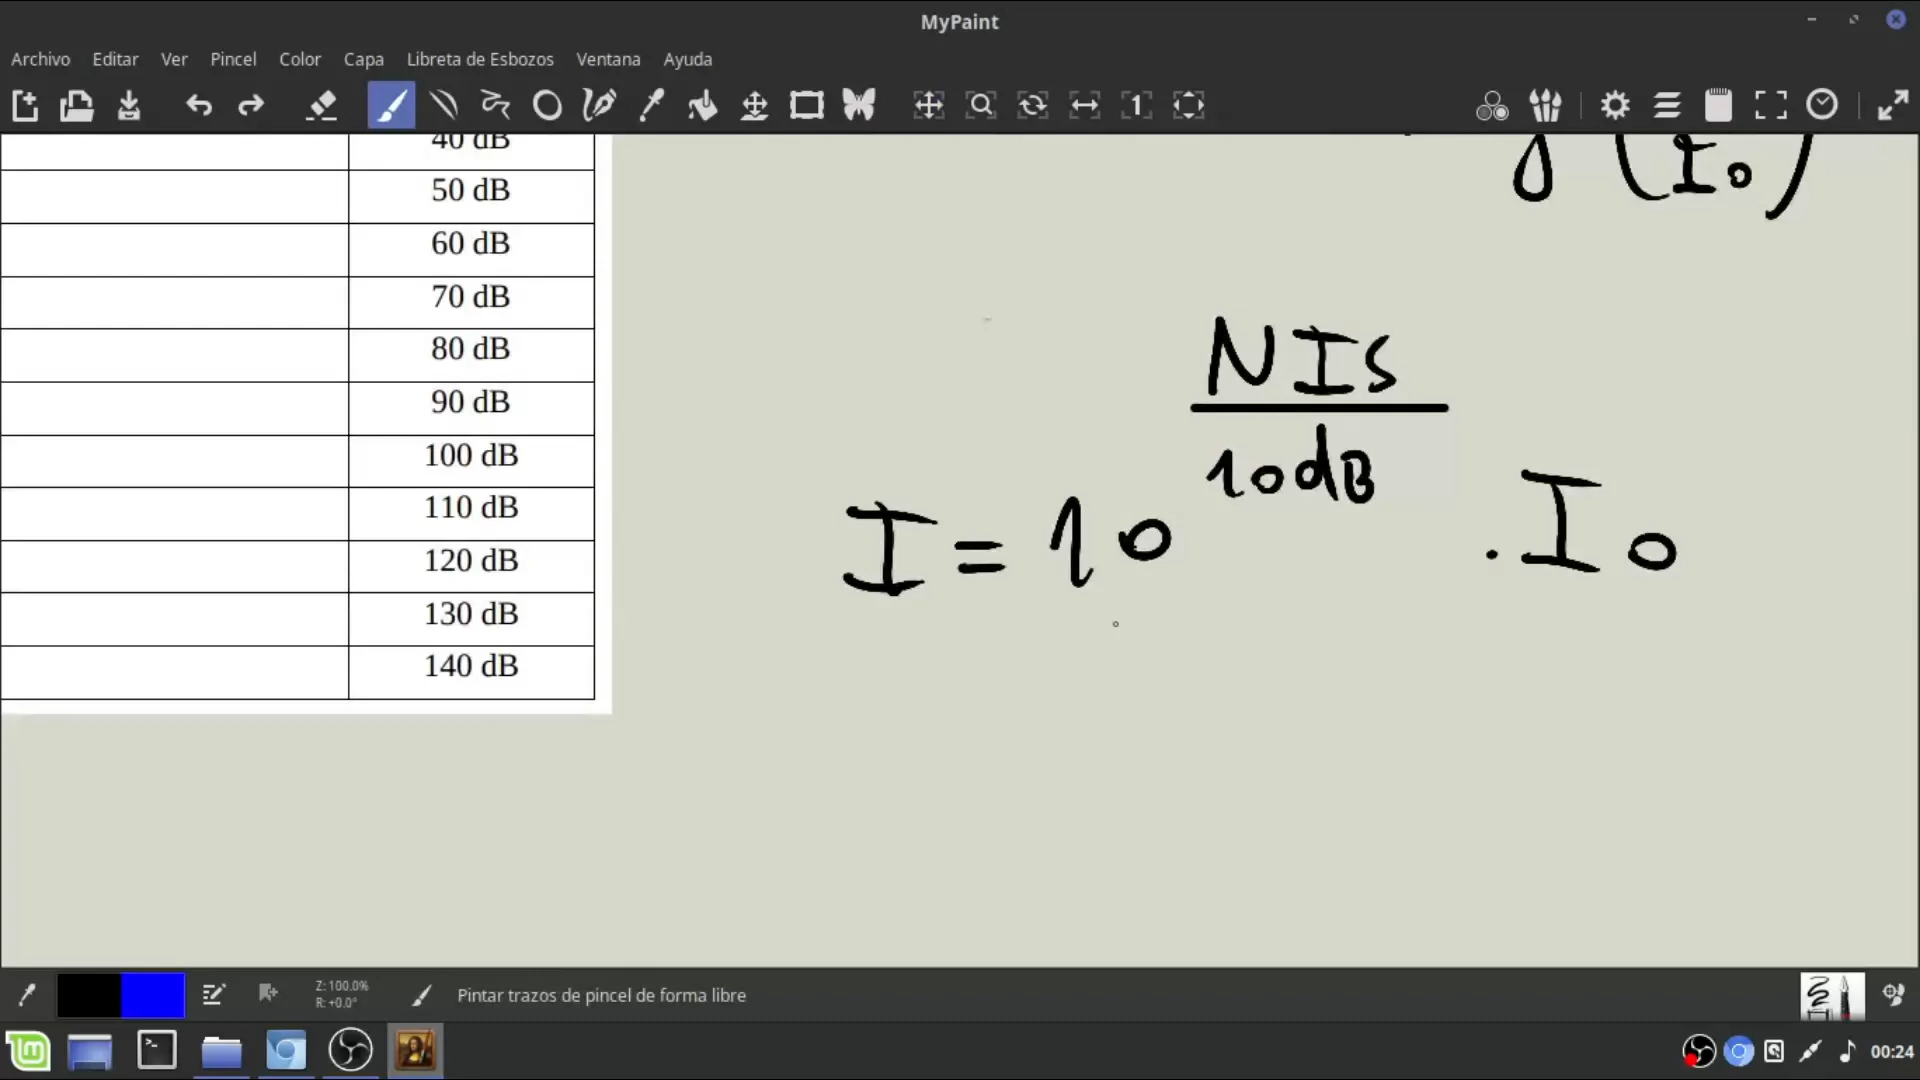 MyPaint
Archivo Editar Ver Pincel Color Capa Libreta de Esbozos Ventana Ayuda
1
40 dB
50 dB
60 dB
70 dB
80 dB
90 dB
100 dB
110 dB
120 dB
130 dB
140 dB
g (I₀)
NIS
10dB
I = 10 . I₀
Z: 100.0%
R: +0.0°
Pintar trazos de pincel de forma libre
00:24